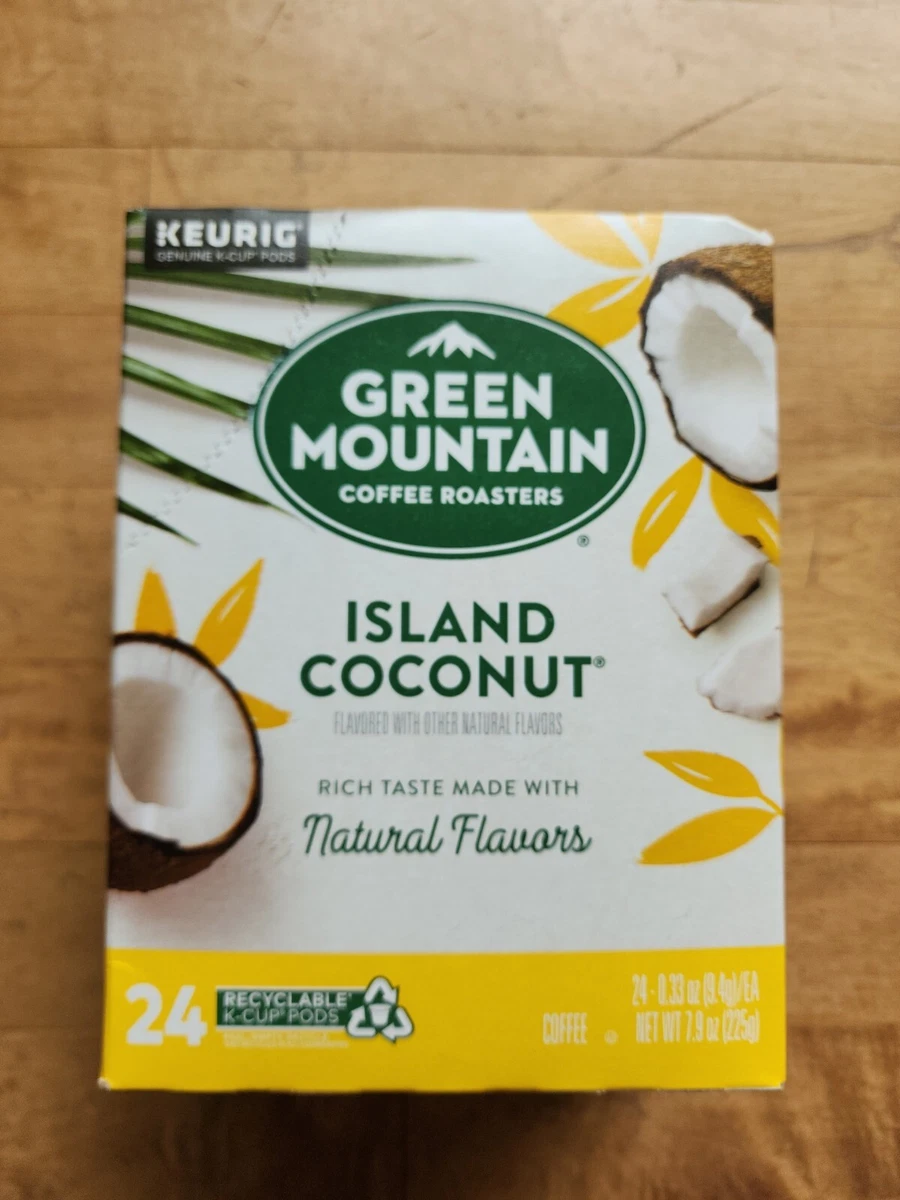 KEURIG®
GENUINE K-CUP® PODS
GREEN
MOUNTAIN
COFFEE ROASTERS
®
ISLAND
COCONUT®
FLAVORED WITH OTHER NATURAL FLAVORS
RICH TASTE MADE WITH
Natural Flavors
24
RECYCLABLE*
K-CUP® PODS
COFFEE
24 - 0.33 oz (9.4g)/EA
NET WT 7.9 oz (225g)